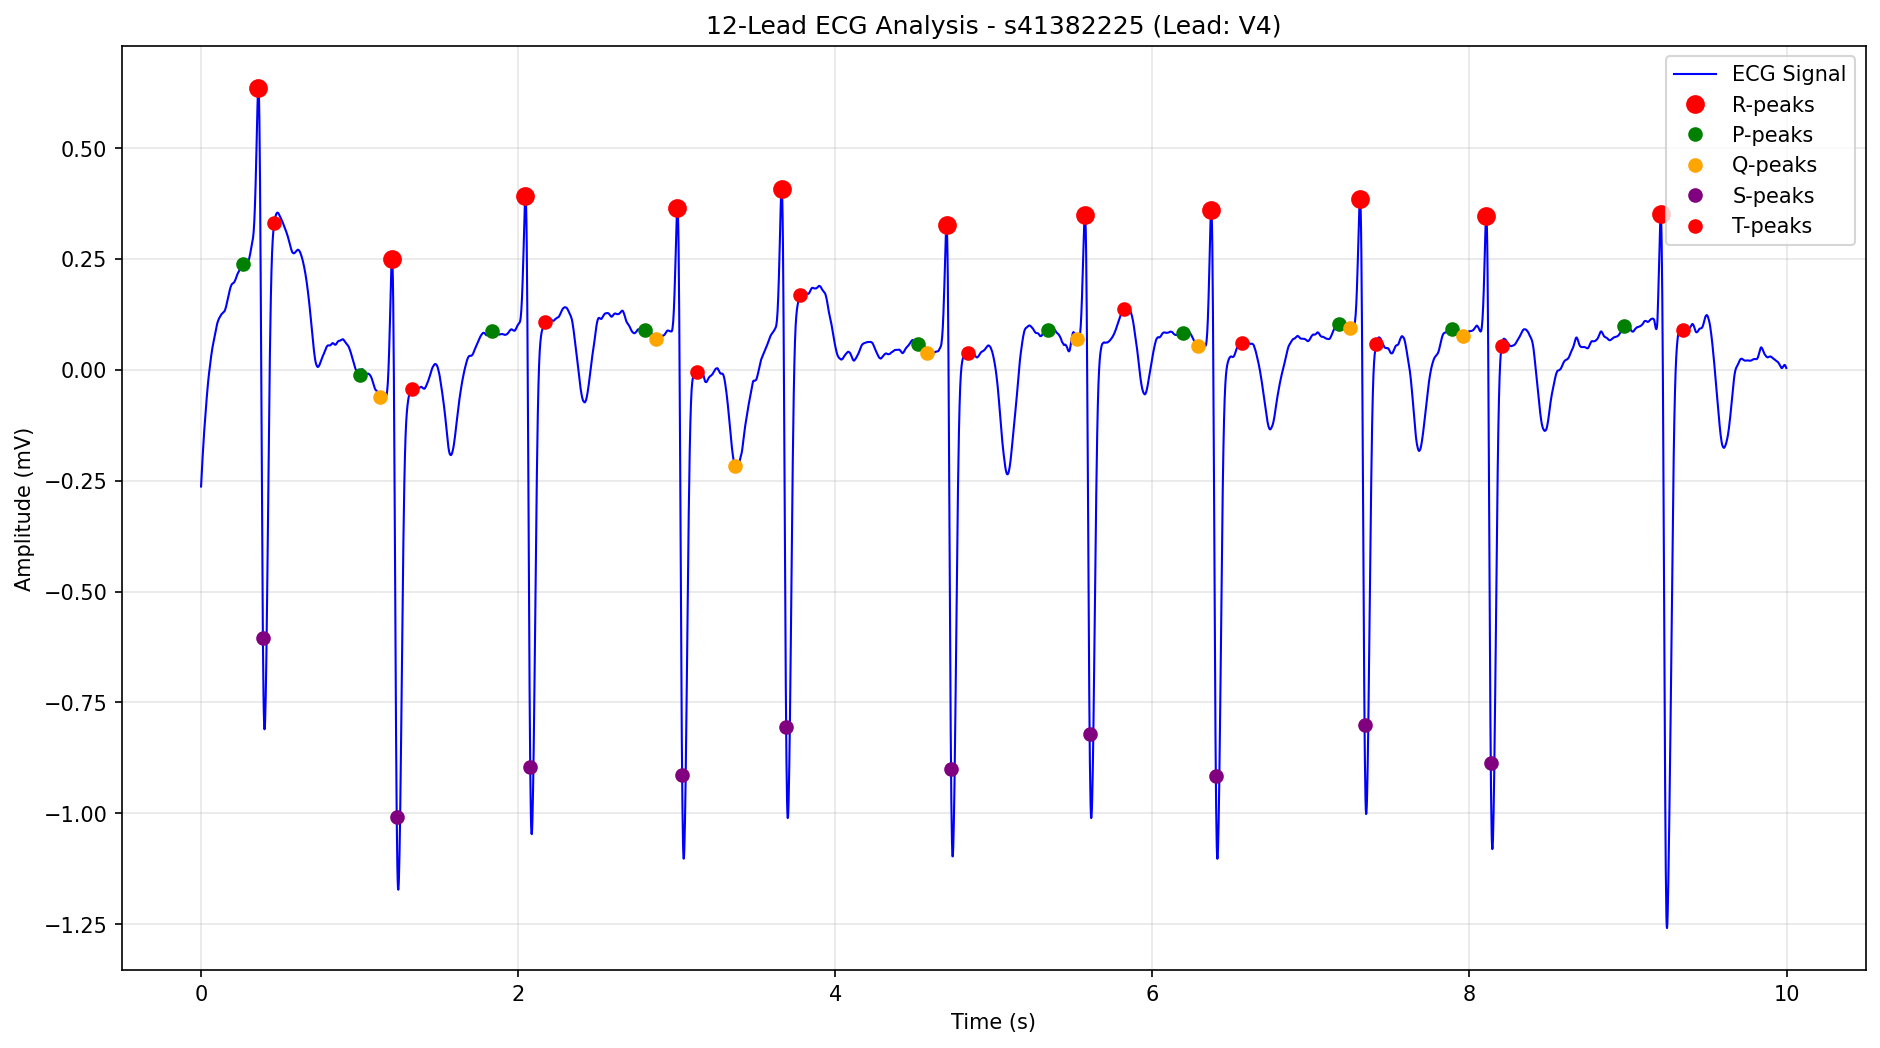 12-Lead ECG Analysis - s41382225 (Lead: V4)
ECG Signal
R-peaks
P-peaks
Q-peaks
S-peaks
T-peaks
Amplitude (mV)
0.50
0.25
0.00
−0.25
−0.50
−0.75
−1.00
−1.25
0
2
4
6
8
10
Time (s)